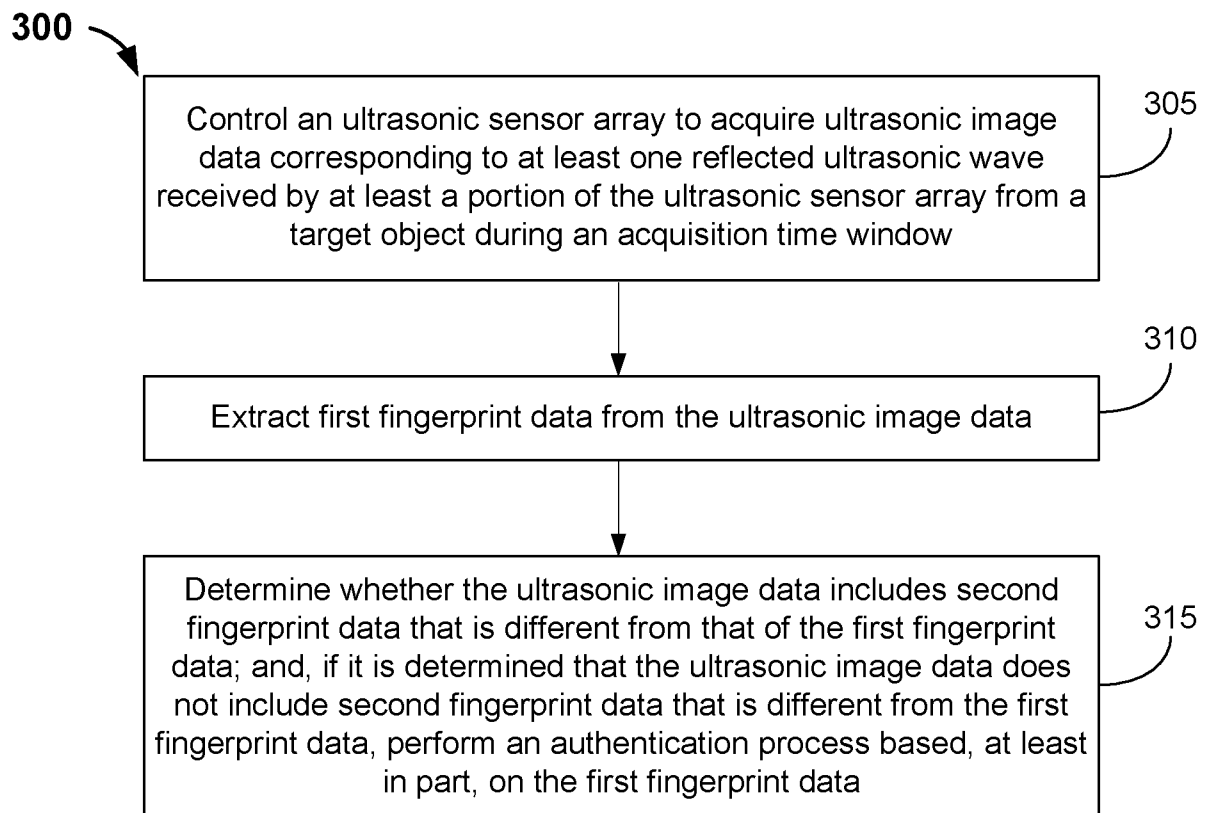 300
Control an ultrasonic sensor array to acquire ultrasonic image
data corresponding to at least one reflected ultrasonic wave
received by at least a portion of the ultrasonic sensor array from a
target object during an acquisition time window
305
Extract first fingerprint data from the ultrasonic image data
310
Determine whether the ultrasonic image data includes second
fingerprint data that is different from that of the first fingerprint
data; and, if it is determined that the ultrasonic image data does
not include second fingerprint data that is different from the first
fingerprint data, perform an authentication process based, at least
in part, on the first fingerprint data
315